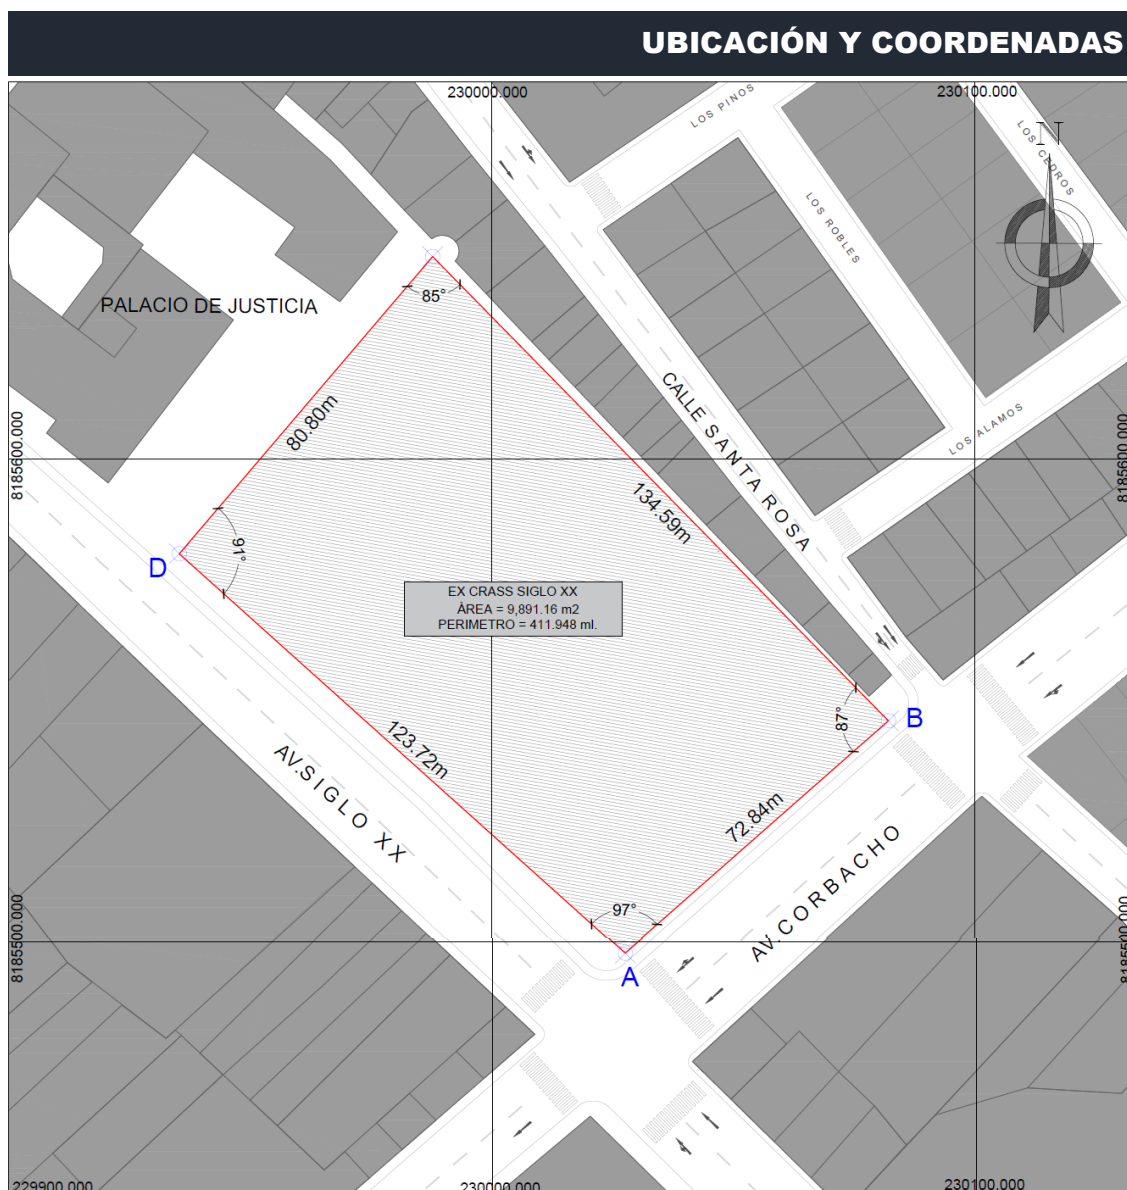 UBICACIÓN Y COORDENADAS
230000.000
230100.000
LOS PINOS
LOS CEDROS
LOS ROBLES
PALACIO DE JUSTICIA
85°
80.80m
CALLE SANTA ROSA
LOS ALAMOS
8185600.000
8185600.000
134.59m
D
91°
EX CRASS SIGLO XX
ÀREA = 9,891.16 m2
PERIMETRO = 411.948 ml.
87°
B
123.72m
AV.SIGLO XX
72.84m
AV. CORBACHO
97°
A
8185500.000
8185500.000
229900.000
230000.000
230100.000